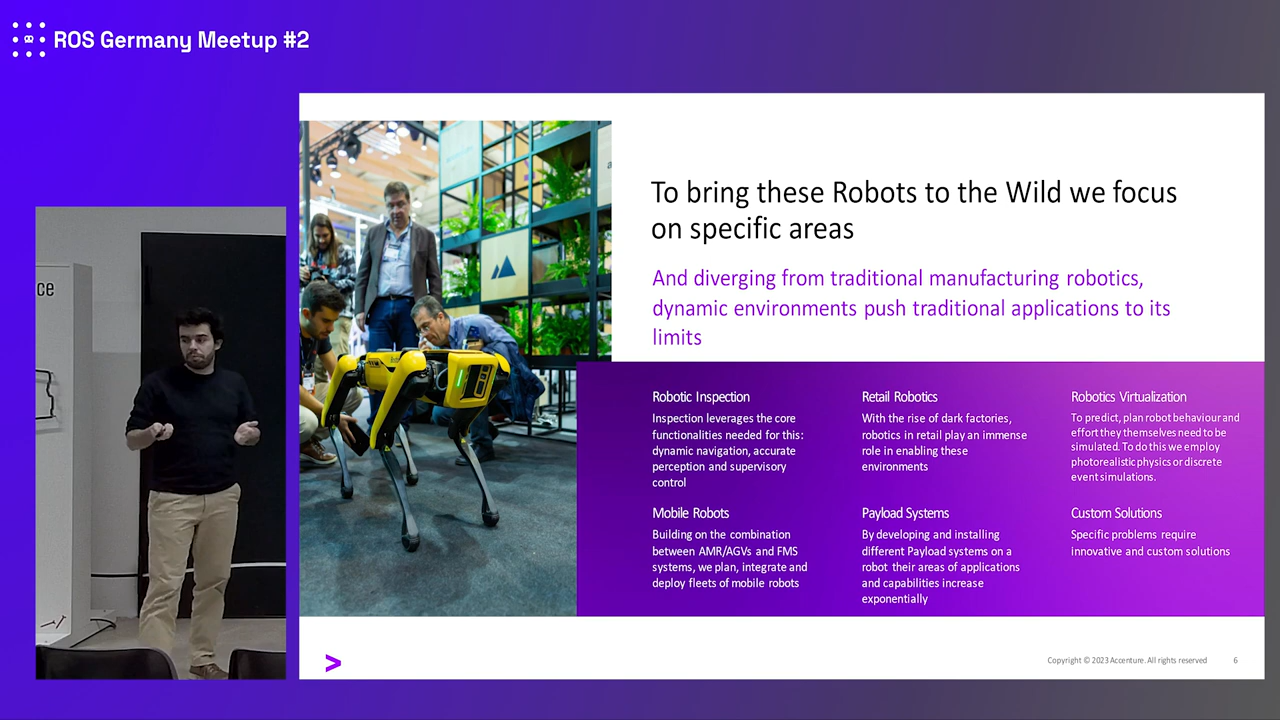 ROS Germany Meetup #2
To bring these Robots to the Wild we focus
on specific areas
And diverging from traditional manufacturing robotics,
dynamic environments push traditional applications to its
limits
Robotic Inspection
Inspection leverages the core
functionalities needed for this:
dynamic navigation, accurate
perception and supervisory
control
Retail Robotics
With the rise of dark factories,
robotics in retail play an immense
role in enabling these
environments
Robotics Virtualization
To predict, plan robot behaviour and
effort they themselves need to be
simulated. To do this we employ
photorealistic physics or discrete
event simulations.
Mobile Robots
Building on the combination
between AMR/AGVs and FMS
systems, we plan, integrate and
deploy fleets of mobile robots
Payload Systems
By developing and installing
different Payload systems on a
robot their areas of applications
and capabilities increase
exponentially
Custom Solutions
Specific problems require
innovative and custom solutions
ce
>
Copyright © 2023 Accenture. All rights reserved
6